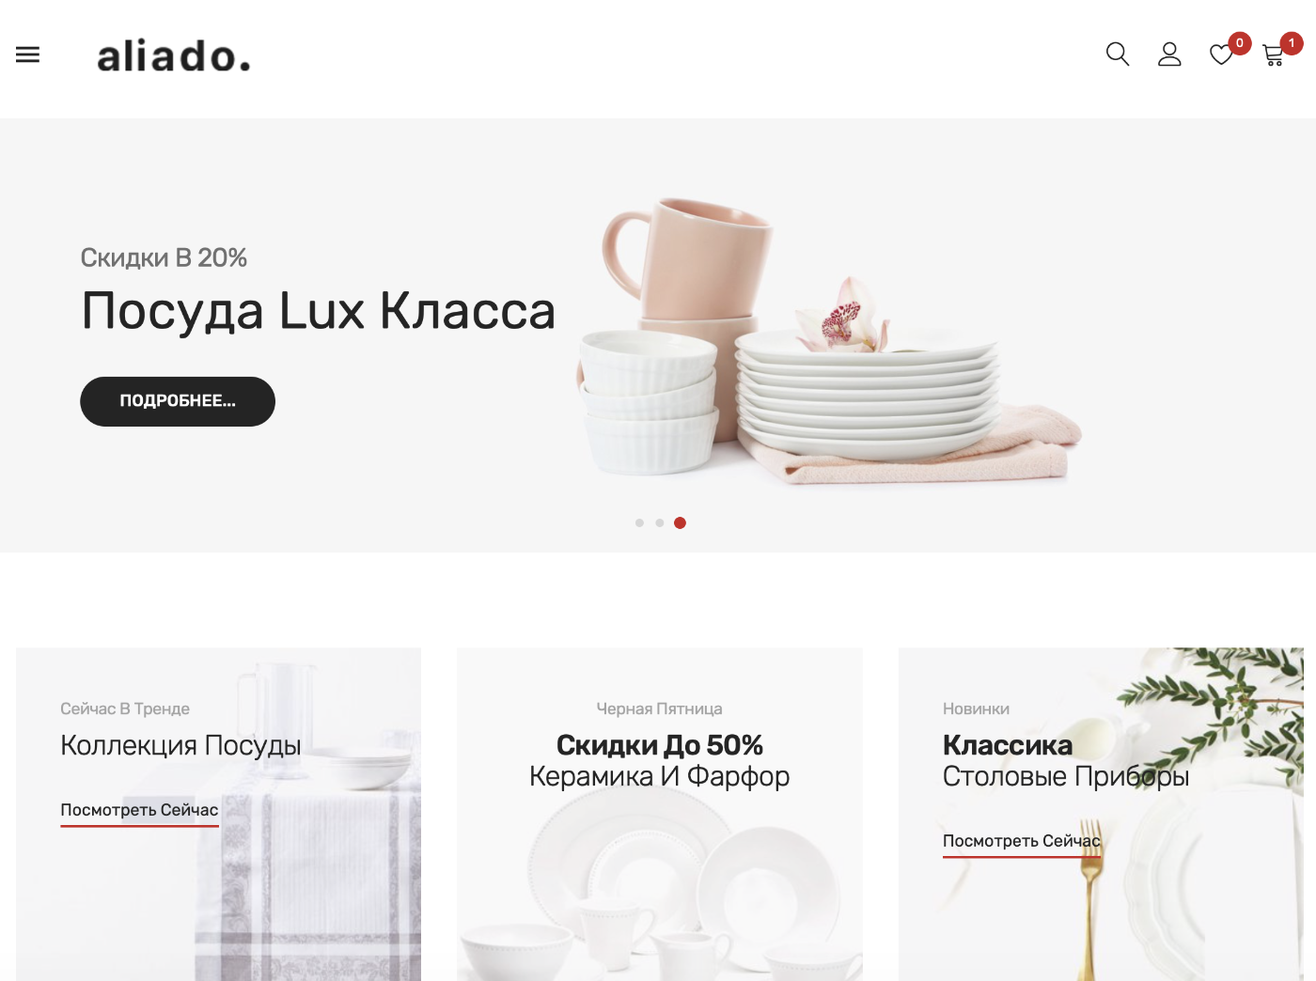 aliado.
0
1
Скидки В 20%
Посуда Lux Класса
ПОДРОБНЕЕ...
Сейчас В Тренде
Коллекция Посуды
Посмотреть Сейчас
Черная Пятница
Скидки До 50%
Керамика И Фарфор
Новинки
Классика
Столовые Приборы
Посмотреть Сейчас